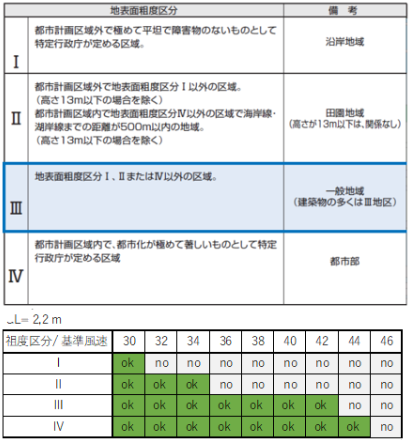 地表面粗度区分 備考
Ⅰ
都市計画区域外で極めて平坦で障害物のないものとして
特定行政庁が定める区域。
沿岸地域
Ⅱ
都市計画区域外で地表面粗度区分Ⅰ以外の区域。
(高さ13m以下の場合を除く)
都市計画区域内で地表面粗度区分Ⅳ以外の区域で海岸線・
湖岸線までの距離が500m以内の地域。
(高さ13m以下の場合を除く)
田園地域
(高さが13m以下は、関係なし)
Ⅲ
地表面粗度区分Ⅰ、ⅡまたはⅣ以外の区域。
一般地域
(建築物の多くはⅢ地区)
Ⅳ
都市計画区域内で、都市化が極めて著しいものとして特定
行政庁が定める区域
都市部
CL= 2,2 m
祖度区分/ 基準風速 30 32 34 36 38 40 42 44 46
I ok no no no no no no no no
II ok ok ok no no no no no no
III ok ok ok ok ok ok ok no no
IV ok ok ok ok ok ok ok ok no